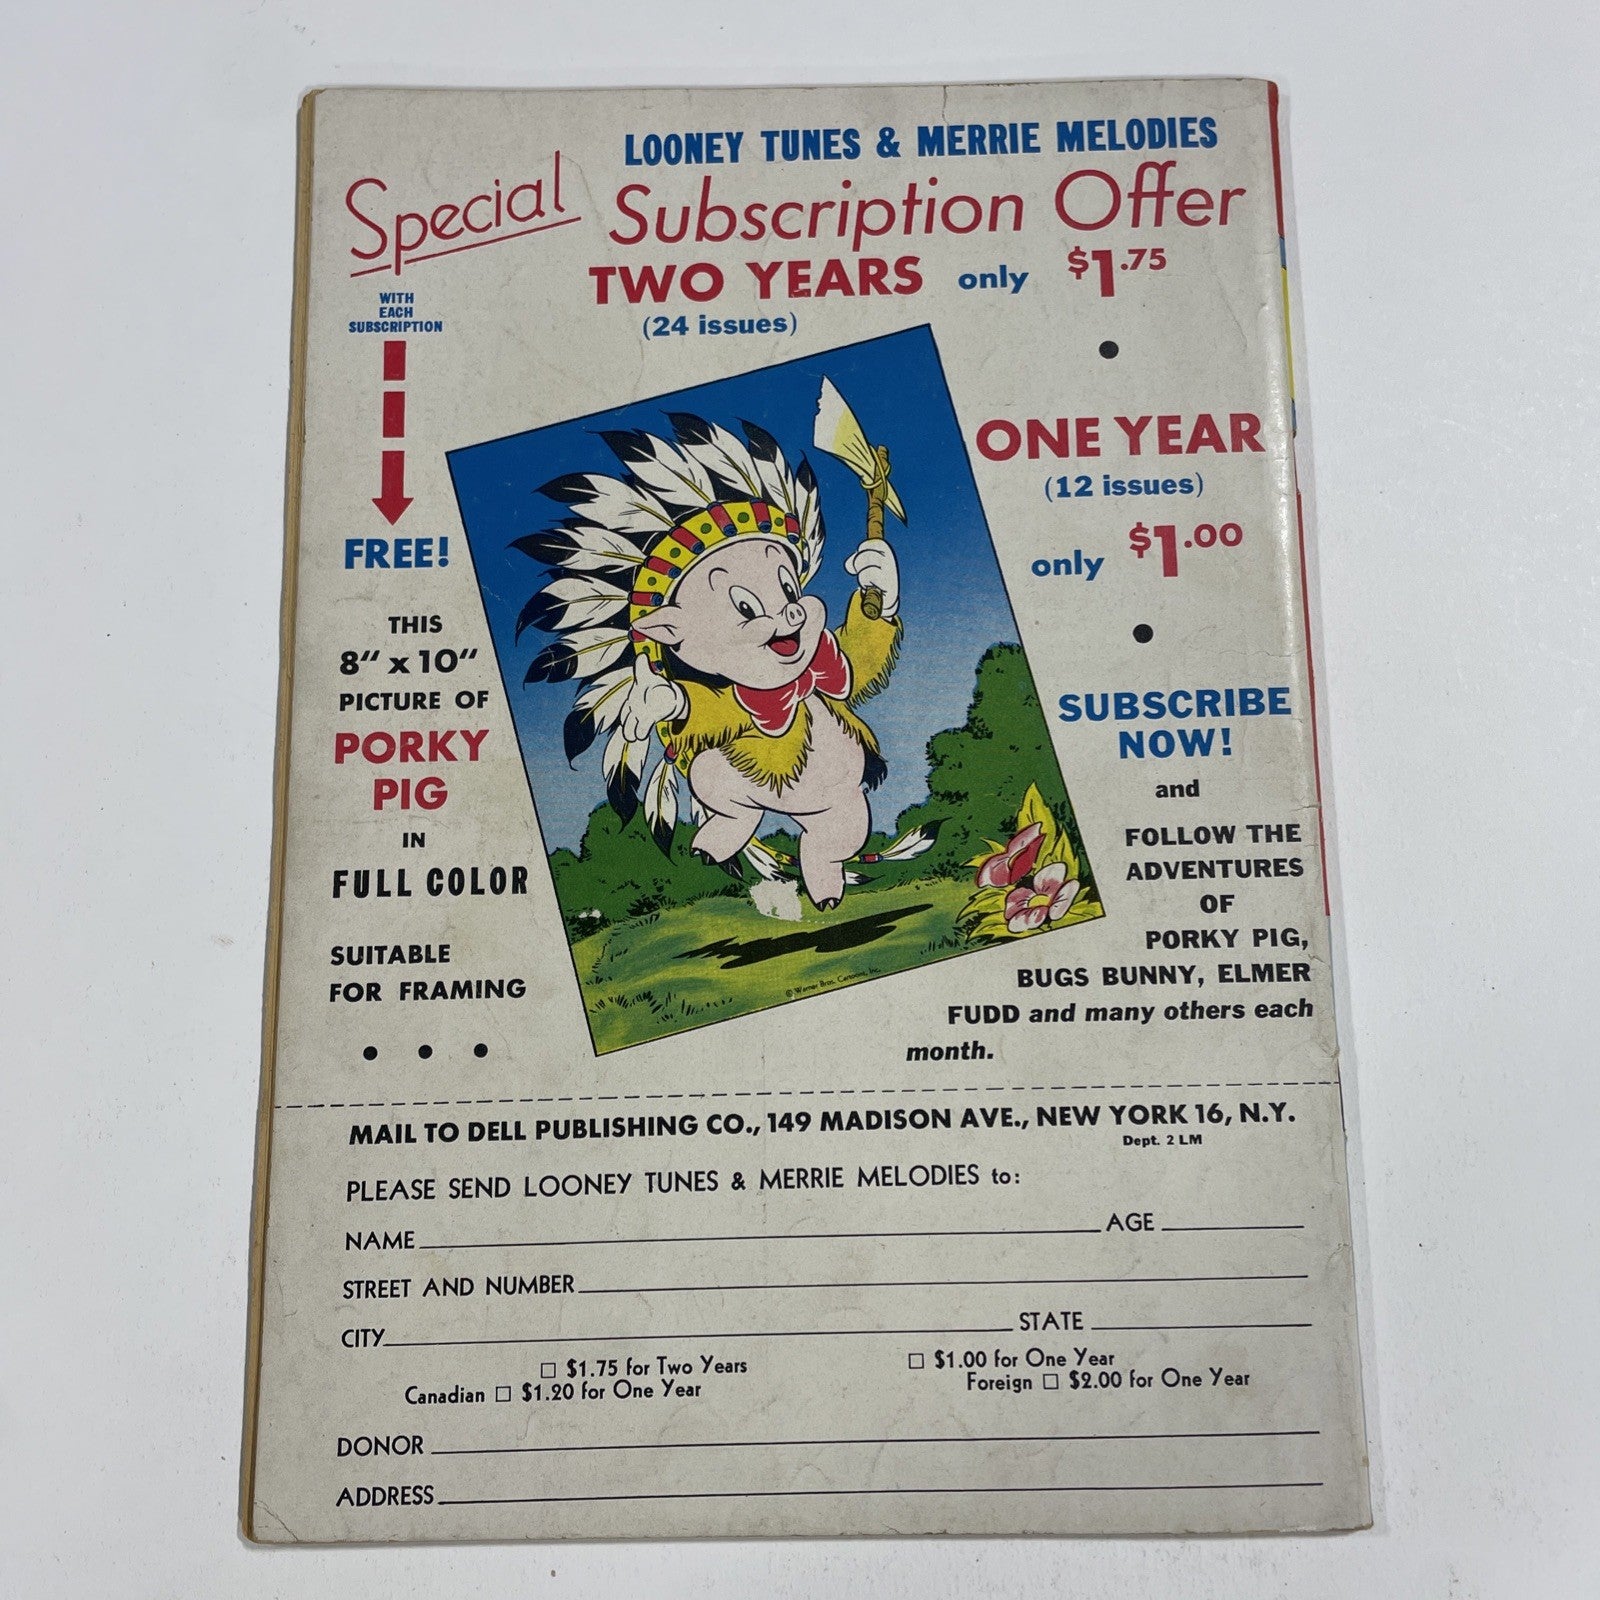 LOONEY TUNES & MERRIE MELODIES
Special Subscription Offer
TWO YEARS only $1.75
(24 issues)
WITH
EACH
SUBSCRIPTION
FREE!
THIS
8" x 10"
PICTURE OF
PORKY
PIG
IN
FULL COLOR
SUITABLE
FOR FRAMING
ONE YEAR
(12 issues)
only $1.00
SUBSCRIBE
NOW!
and
FOLLOW THE
ADVENTURES
OF
PORKY PIG,
BUGS BUNNY, ELMER
FUDD and many others each
month.
© Warner Bros. Cartoons, Inc.
MAIL TO DELL PUBLISHING CO., 149 MADISON AVE., NEW YORK 16, N.Y.
Dept. 2 LM
PLEASE SEND LOONEY TUNES & MERRIE MELODIES to:
NAME AGE
STREET AND NUMBER
CITY STATE
□ $1.75 for Two Years □ $1.00 for One Year
Canadian □ $1.20 for One Year Foreign □ $2.00 for One Year
DONOR
ADDRESS